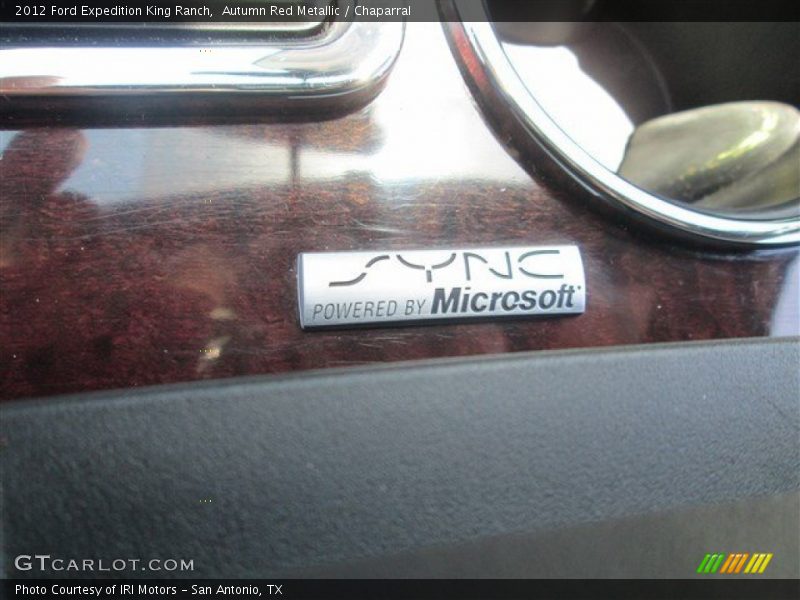 2012 Ford Expedition King Ranch,  Autumn Red Metallic / Chaparral
SYNC
POWERED BY Microsoft
GTCARLOT.COM
Photo Courtesy of IRI Motors - San Antonio, TX